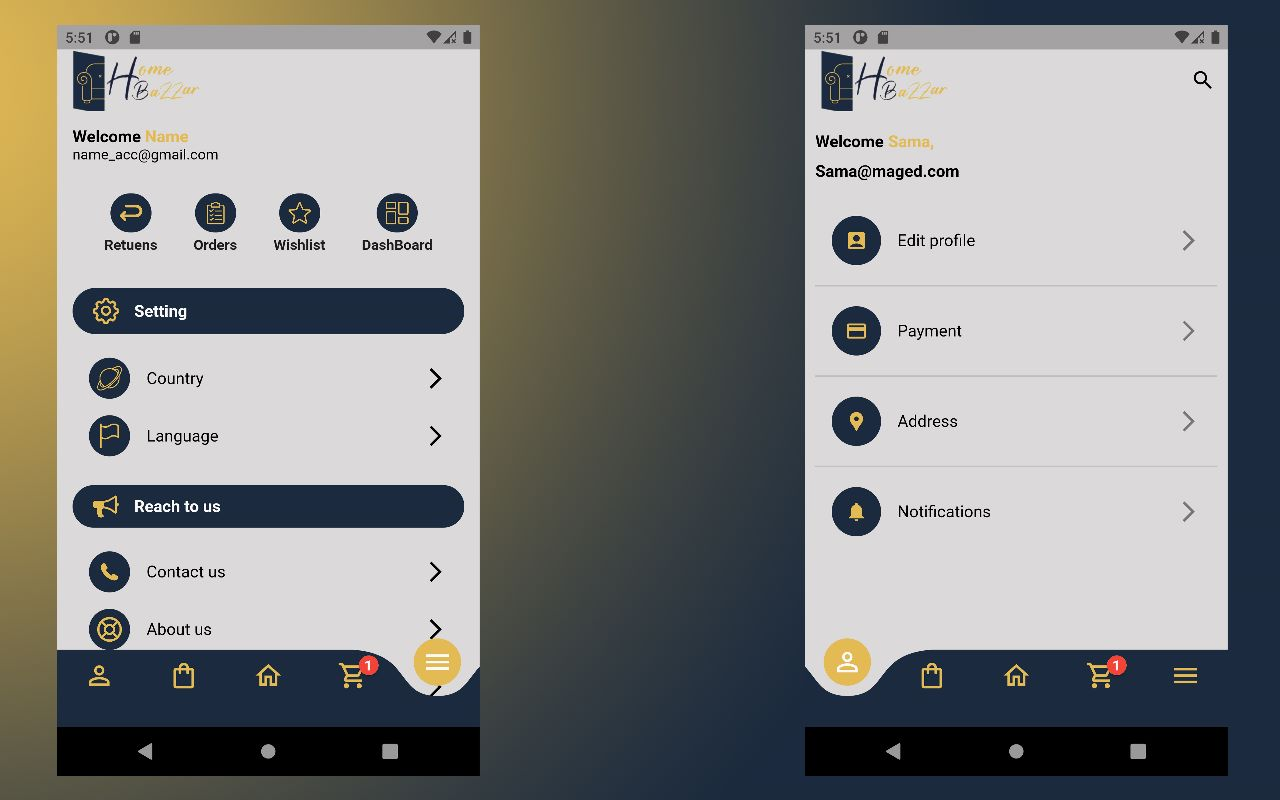 5:51
Home
BaZZar
Welcome Name
name_acc@gmail.com
Retuens Orders Wishlist DashBoard
Setting
Country
Language
Reach to us
Contact us
About us
1
5:51
Home
BaZZar
Welcome Sama,
Sama@maged.com
Edit profile
Payment
Address
Notifications
1